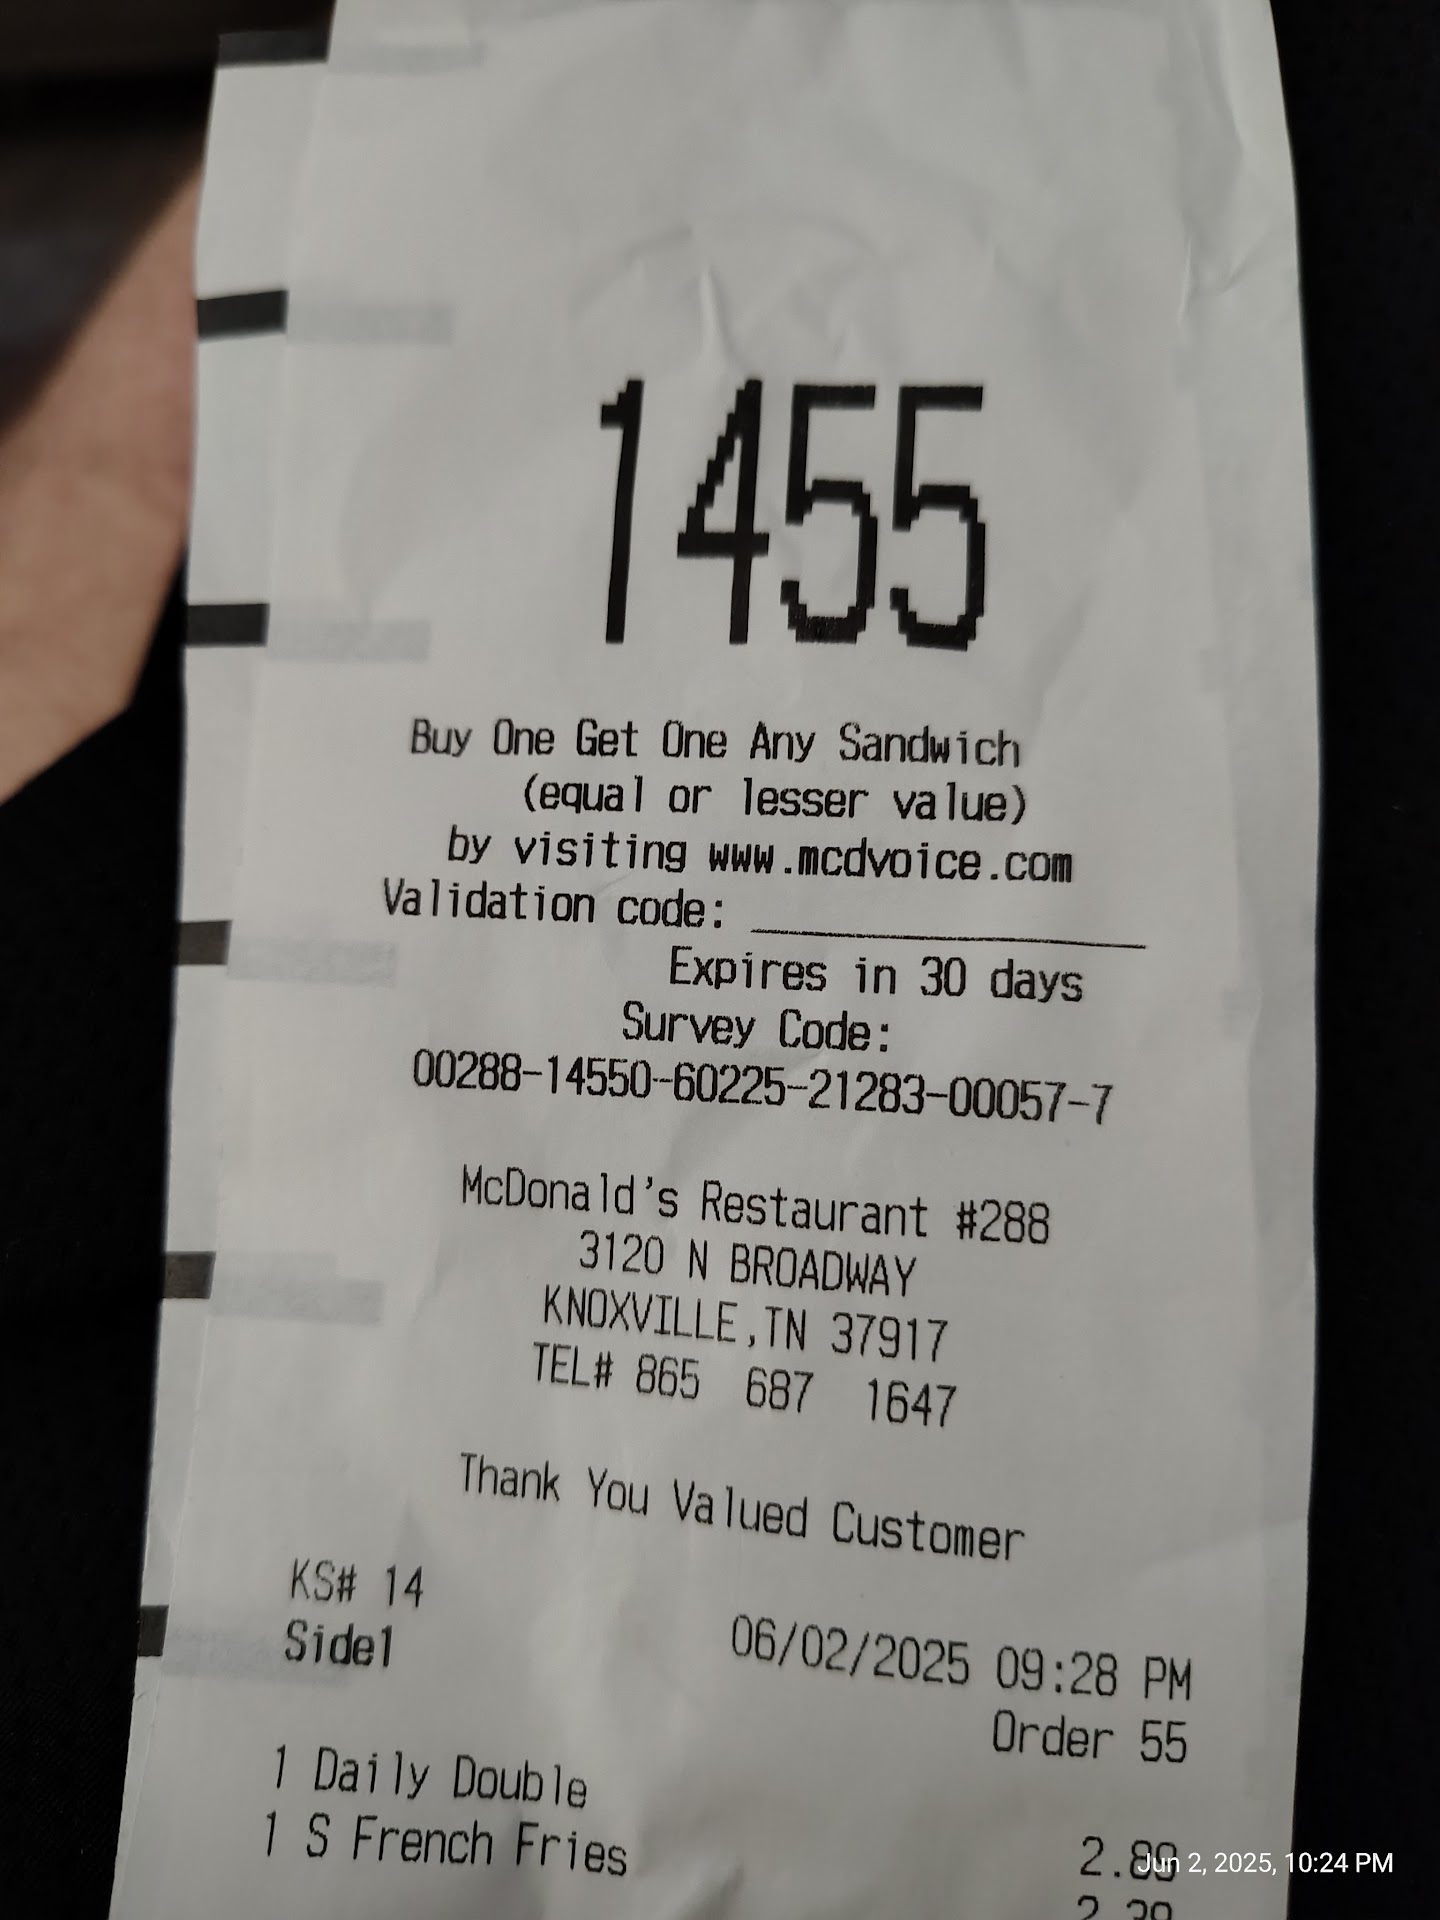 1455
Buy One Get One Any Sandwich
(equal or lesser value)
by visiting www.mcdvoice.com
Validation code: ______________
Expires in 30 days
Survey Code:
00288-14550-60225-21283-00057-7
McDonald's Restaurant #288
3120 N BROADWAY
KNOXVILLE,TN 37917
TEL# 865 687 1647
Thank You Valued Customer
KS# 14
Side1 06/02/2025 09:28 PM
Order 55
1 Daily Double
1 S French Fries
Jun 2, 2025, 10:24 PM